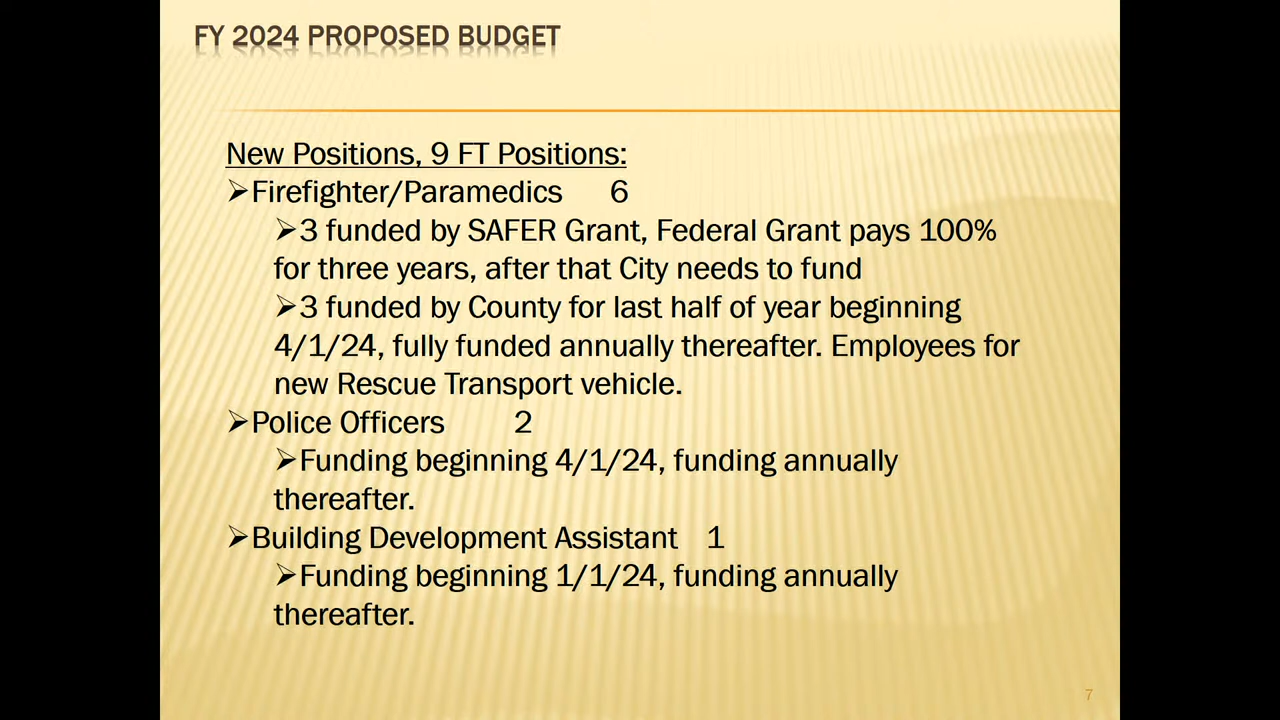 FY 2024 PROPOSED BUDGET
New Positions, 9 FT Positions:
➢Firefighter/Paramedics 6
➢3 funded by SAFER Grant, Federal Grant pays 100%
for three years, after that City needs to fund
➢3 funded by County for last half of year beginning
4/1/24, fully funded annually thereafter. Employees for
new Rescue Transport vehicle.
➢Police Officers 2
➢Funding beginning 4/1/24, funding annually
thereafter.
➢Building Development Assistant 1
➢Funding beginning 1/1/24, funding annually
thereafter.
7